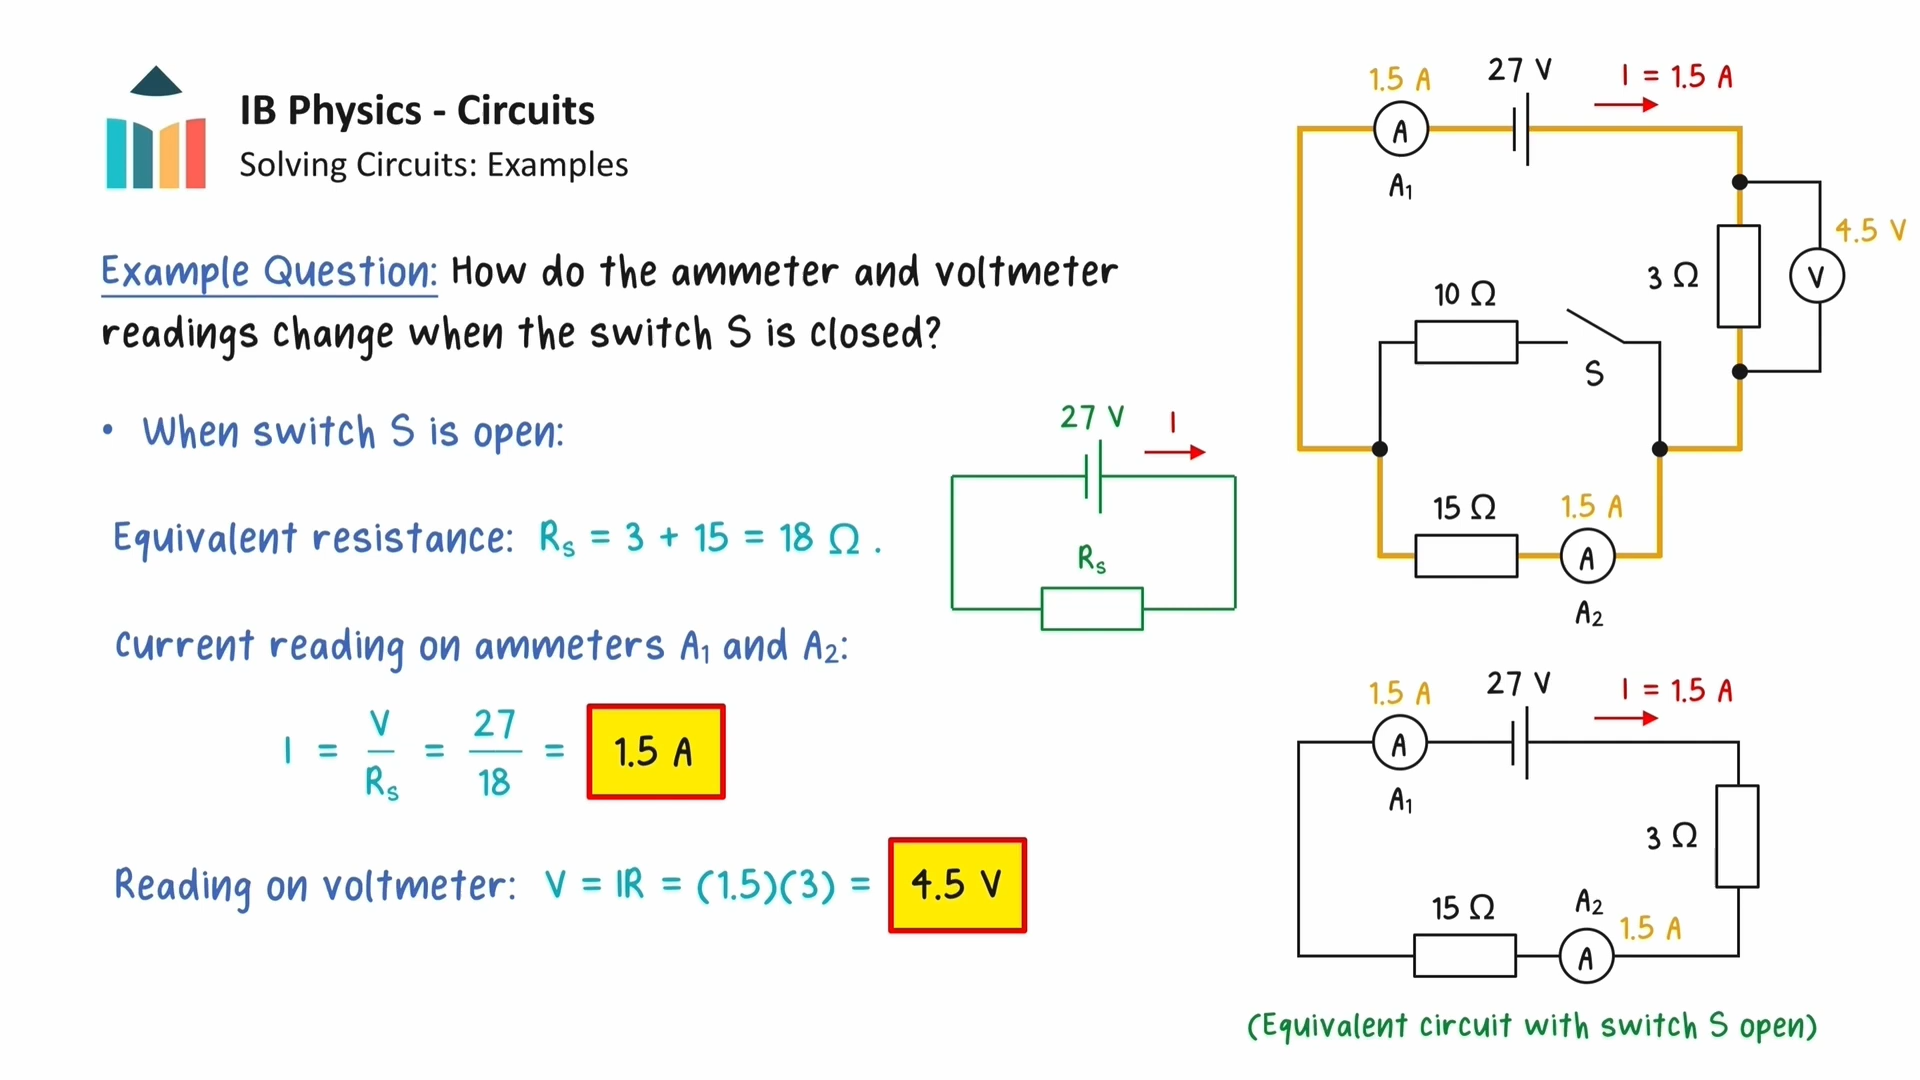 IB Physics - Circuits
Solving Circuits: Examples
Example Question: How do the ammeter and voltmeter
readings change when the switch S is closed?
• When switch S is open:
Equivalent resistance: Rₛ = 3 + 15 = 18 Ω .
current reading on ammeters A₁ and A₂:
I = V/Rₛ = 27/18 = 1.5 A
Reading on voltmeter: V = IR = (1.5)(3) = 4.5 V
27 V
I
Rₛ
1.5 A
27 V
I = 1.5 A
A
A₁
4.5 V
3 Ω
V
10 Ω
S
15 Ω
1.5 A
A
A₂
1.5 A
27 V
I = 1.5 A
A
A₁
3 Ω
15 Ω
A₂
1.5 A
A
(Equivalent circuit with switch S open)